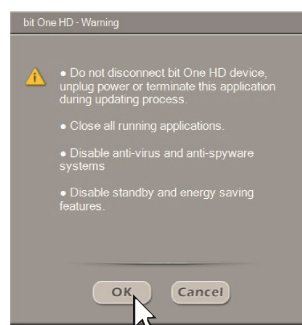 bit One HD - Warning
● Do not disconnect bit One HD device,
unplug power or terminate this application
during updating process.
● Close all running applications.
● Disable anti-virus and anti-spyware
systems
● Disable standby and energy saving
features.
OK Cancel